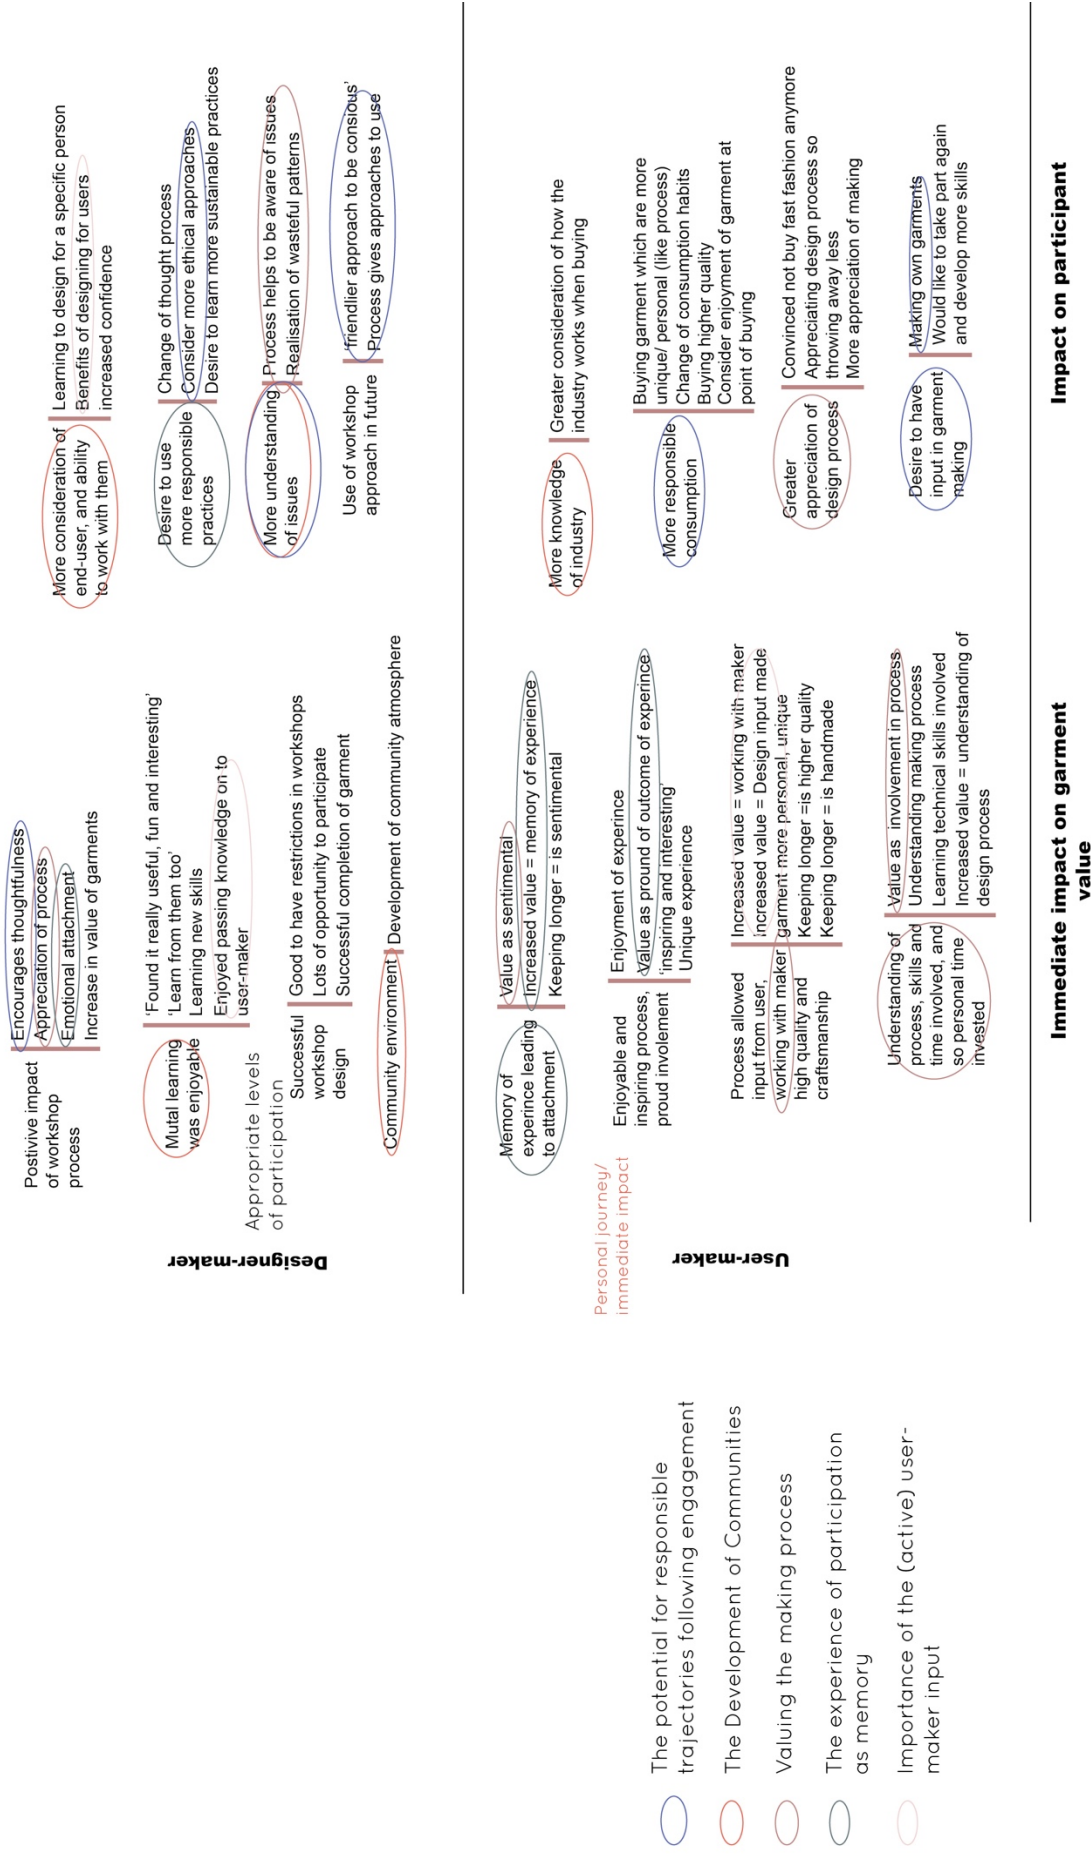 Designer-maker
Postivive impact
of workshop
process
Encourages thoughtfulness
Appreciation of process
Emotional attachment
Increase in value of garments
Mutal learning
was enjoyable
'Found it really useful, fun and interesting'
'Learn from them too'
Learning new skills
Enjoyed passing knowledge on to
user-maker
Appropriate levels
of participation
Successful
workshop
design
Good to have restrictions in workshops
Lots of opportunity to participate
Successful completion of garment
Community environment
Development of community atmosphere
More consideration of
end-user, and ability
to work with them
Learning to design for a specific person
Benefits of designing for users
increased confidence
Desire to use
more responsible
practices
Change of thought process
Consider more ethical approaches
Desire to learn more sustainable practices
More understanding
of issues
Process helps to be aware of issues
Realisation of wasteful patterns
Use of workshop
approach in future
'friendlier approach to be consious'
Process gives approaches to use
User-maker
Personal journey/
immediate impact
Memory of
experince leading
to attachment
Value as sentimental
Increased value = memory of experience
Keeping longer = is sentimental
Enjoyable and
inspiring process,
proud involement
Enjoyment of experince
Value as pround of outcome of experince
'inspiring and interesting'
Unique experience
Process allowed
input from user,
working with maker
high quality and
craftsmanship
Increased value = working with maker
increased value = Design input made
garment more personal, unique
Keeping longer =is higher quality
Keeping longer = is handmade
Understanding of
process, skills and
time involved, and
so personal time
invested
Value as involvement in process
Understanding making process
Learning technical skills involved
Increased value = understanding of
design process
More knowledge
of industry
Greater consideration of how the
industry works when buying
More responsible
consumption
Buying garment which are more
unique/ personal (like process)
Change of consumption habits
Buying higher quality
Consider enjoyment of garment at
point of buying
Greater
appreciation of
design process
Convinced not buy fast fashion anymore
Appreciating design process so
throwing away less
More appreciation of making
Desire to have
input in garment
making
Making own garments
Would like to take part again
and develop more skills
Immediate impact on garment
value
Impact on participant
The potential for responsible
trajectories following engagement
The Development of Communities
Valuing the making process
The experience of participation
as memory
Importance of the (active) user-
maker input